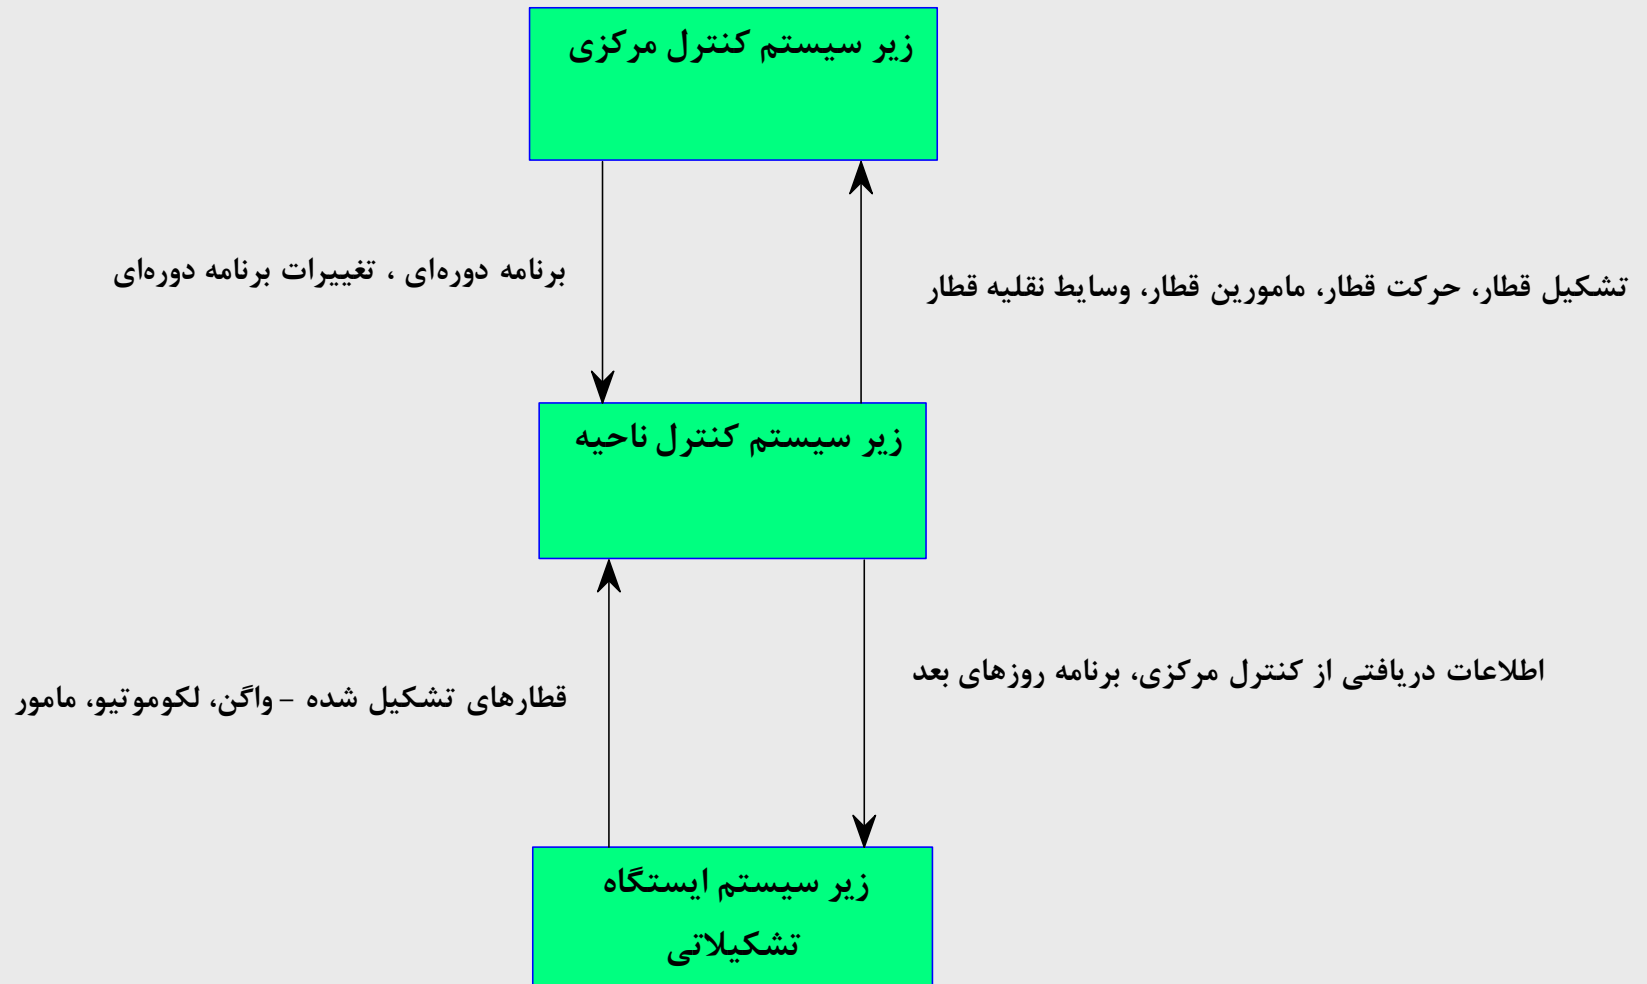 زیر سیستم کنترل مرکزی
برنامه دوره‌ای ، تغییرات برنامه دوره‌ای
تشکیل قطار، حرکت قطار، مامورین قطار، وسایط نقلیه قطار
زیر سیستم کنترل ناحیه
اطلاعات دریافتی از کنترل مرکزی، برنامه روزهای بعد
قطارهای تشکیل شده – واگن، لکوموتیو، مامور
زیر سیستم ایستگاه
تشکیلاتی